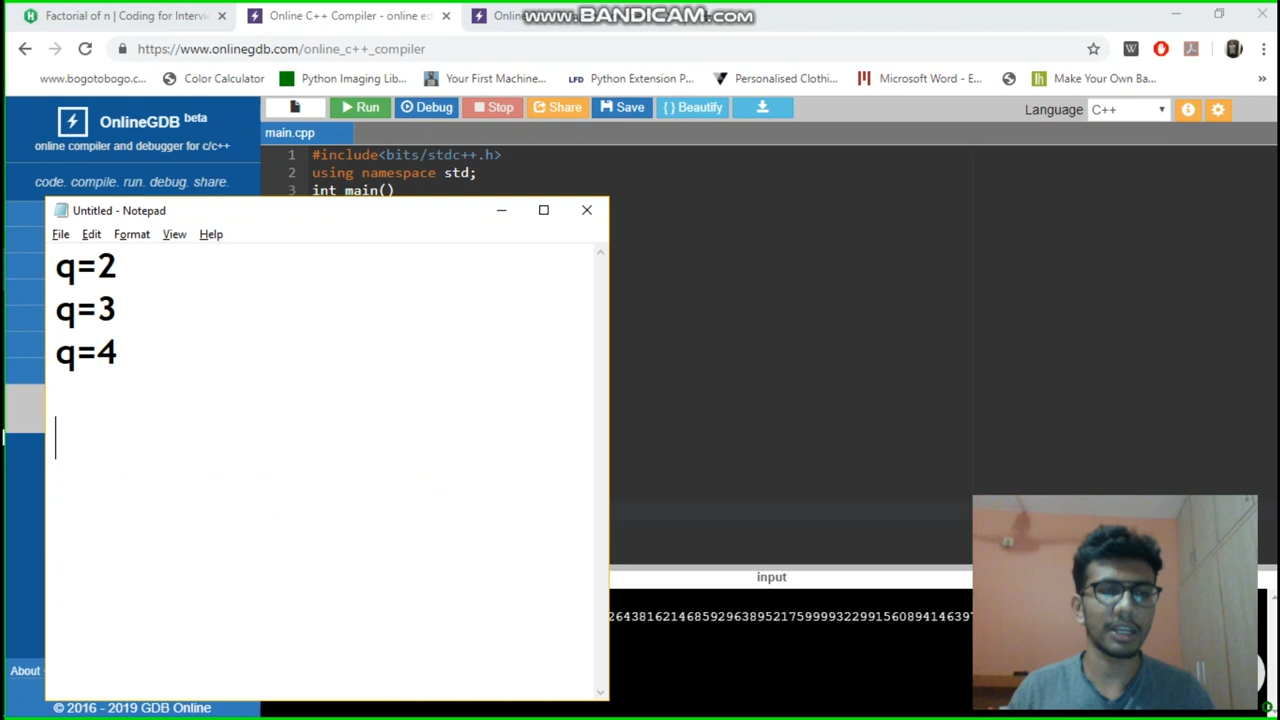 Factorial of n | Coding for Intervi
Online C++ Compiler - online ed
Onlin
www.BANDICAM.com
https://www.onlinegdb.com/online_c++_compiler
www.bogotobogo.c...
Color Calculator
Python Imaging Lib...
Your First Machine...
LFD Python Extension P...
Personalised Clothi...
Microsoft Word - E...
Make Your Own Ba...
OnlineGDB beta
online compiler and debugger for c/c++
code. compile. run. debug. share.
Run
Debug
Stop
Share
Save
{ } Beautify
Language C++
main.cpp
1 #include<bits/stdc++.h>
2 using namespace std;
3 int main()
Untitled - Notepad
File Edit Format View Help
q=2
q=3
q=4
input
26438162146859296389521759999322991560894146397
About
© 2016 - 2019 GDB Online